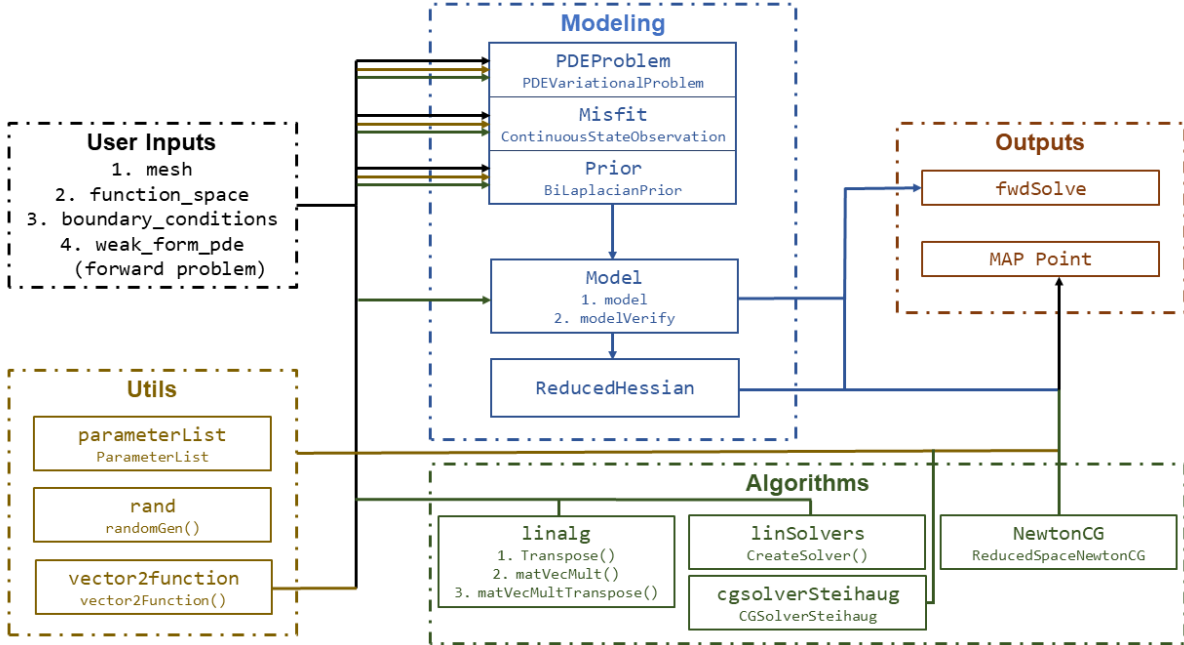 Modeling
PDEProblem
PDEVariationalProblem
Misfit
ContinuousStateObservation
Prior
BiLaplacianPrior
Model
1. model
2. modelVerify
ReducedHessian
User Inputs
1. mesh
2. function_space
3. boundary_conditions
4. weak_form_pde
(forward problem)
Outputs
fwdSolve
MAP Point
Utils
parameterList
ParameterList
rand
randomGen()
vector2function
vector2Function()
Algorithms
linalg
1. Transpose()
2. matVecMult()
3. matVecMultTranspose()
linSolvers
CreateSolver()
cgsolverSteihaug
CGSolverSteihaug
NewtonCG
ReducedSpaceNewtonCG